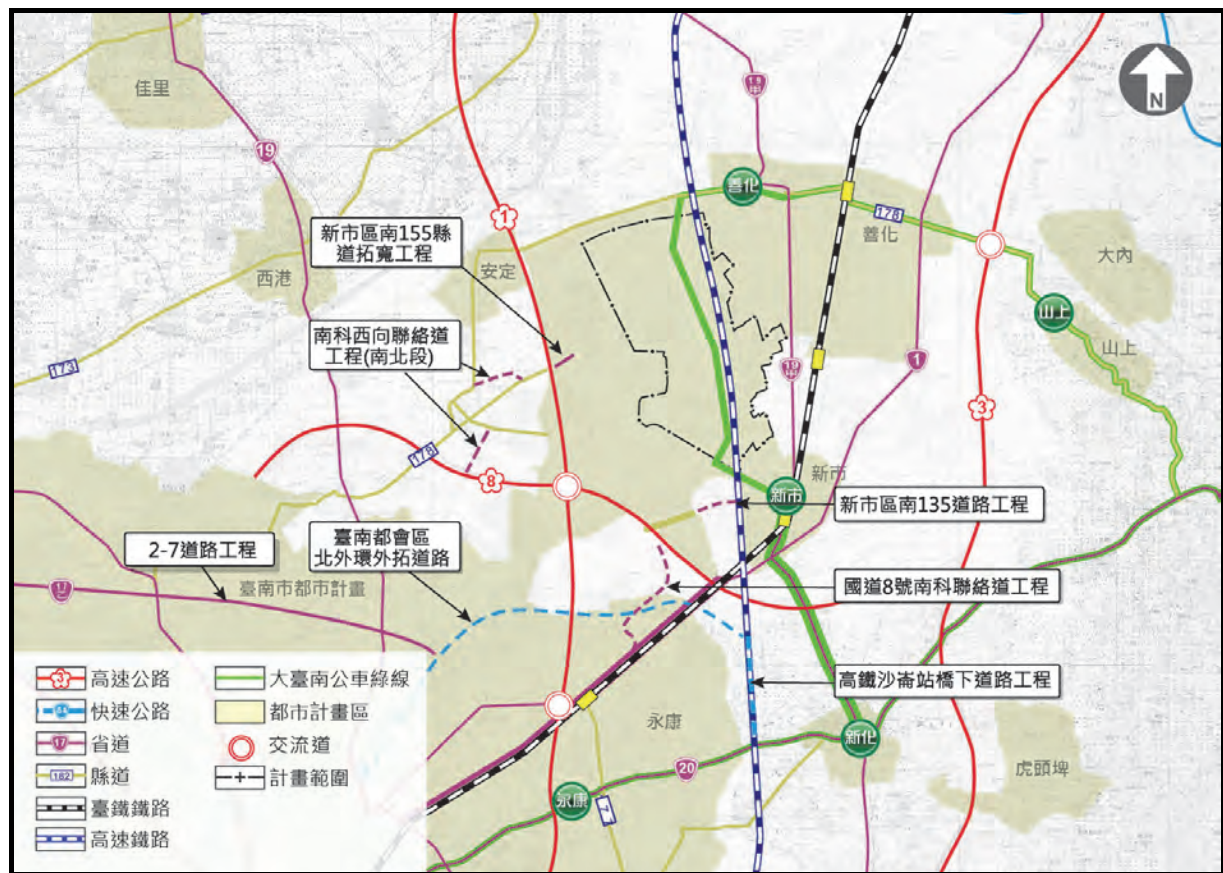 佳里
19
19甲
N
1
善化
178
善化
大內
新市區南155縣
道拓寬工程
安定
西港
山上
山上
南科西向聯絡道
工程(南北段)
173
19甲
1
3
178
8
新市
新市
新市區南135道路工程
臺南都會區
北外環外拓道路
2-7道路工程
臺南市都市計畫
17
國道8號南科聯絡道工程
高鐵沙崙站橋下道路工程
永康
新化
20
虎頭埤
永康
3
高速公路
大臺南公車綠線
84
快速公路
都市計畫區
17
省道
交流道
182
縣道
計畫範圍
臺鐵鐵路
高速鐵路